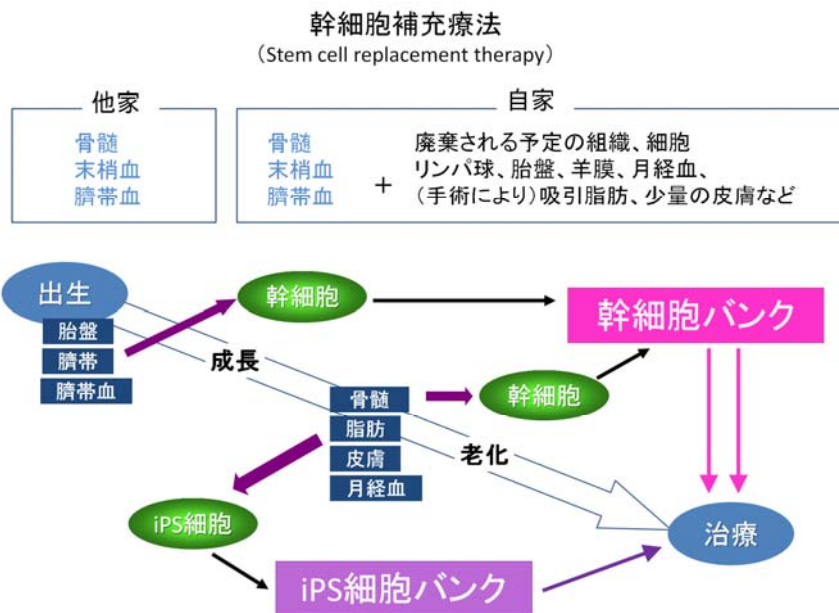 幹細胞補充療法
（Stem cell replacement therapy）
他家
骨髄
末梢血
臍帯血
自家
骨髄
末梢血
臍帯血
+
廃棄される予定の組織、細胞
リンパ球、胎盤、羊膜、月経血、
（手術により）吸引脂肪、少量の皮膚など
出生
胎盤
臍帯
臍帯血
幹細胞
幹細胞バンク
成長
骨髄
脂肪
皮膚
月経血
幹細胞
老化
iPS細胞
iPS細胞バンク
治療